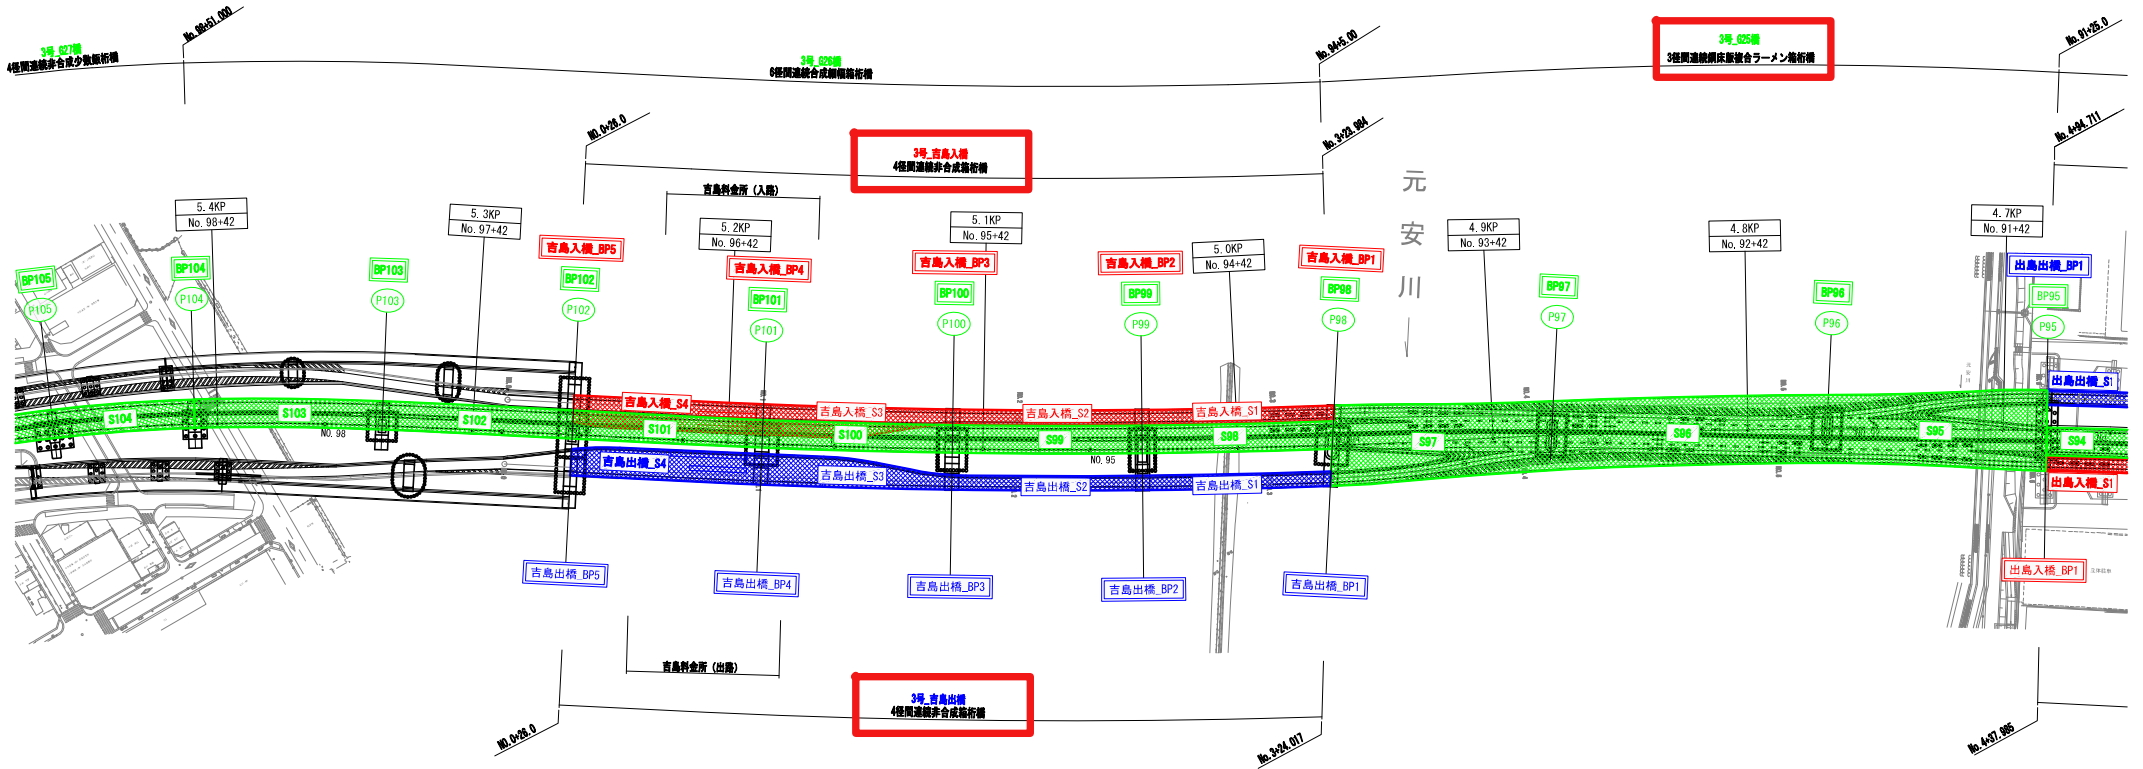 No.98+51.000
3号_027橋
4径間連続非合成少数鈑桁橋
3号_026橋
6径間連続合成細幅箱桁橋
No.94+5.00
3号_025橋
3径間連続鋼床版複合ラーメン箱桁橋
No.91+25.0
NO.0+26.0
3号_吉島入橋
4径間連続非合成箱桁橋
No.3+23.984
No.4+94.711
吉島料金所（入路）
元安川
5.4KP
No.98+42
5.3KP
No.97+42
5.2KP
No.96+42
5.1KP
No.95+42
5.0KP
No.94+42
4.9KP
No.93+42
4.8KP
No.92+42
4.7KP
No.91+42
吉島入橋_BP5
吉島入橋_BP4
吉島入橋_BP3
吉島入橋_BP2
吉島入橋_BP1
出島出橋_BP1
BP105
BP104
BP103
BP102
BP101
BP100
BP99
BP98
BP97
BP96
BP95
P105
P104
P103
P102
P101
P100
P99
P98
P97
P96
P95
吉島入橋_S4
吉島入橋_S3
吉島入橋_S2
吉島入橋_S1
出島出橋_S1
S104
S103
S102
S101
S100
S99
S98
S97
S96
S95
S94
NO.98
NO.95
吉島出橋_S4
吉島出橋_S3
吉島出橋_S2
吉島出橋_S1
出島入橋_S1
吉島出橋_BP5
吉島出橋_BP4
吉島出橋_BP3
吉島出橋_BP2
吉島出橋_BP1
出島入橋_BP1
吉島料金所（出路）
3号_吉島出橋
4径間連続非合成箱桁橋
NO.0+26.0
No.3+24.017
No.4+37.985